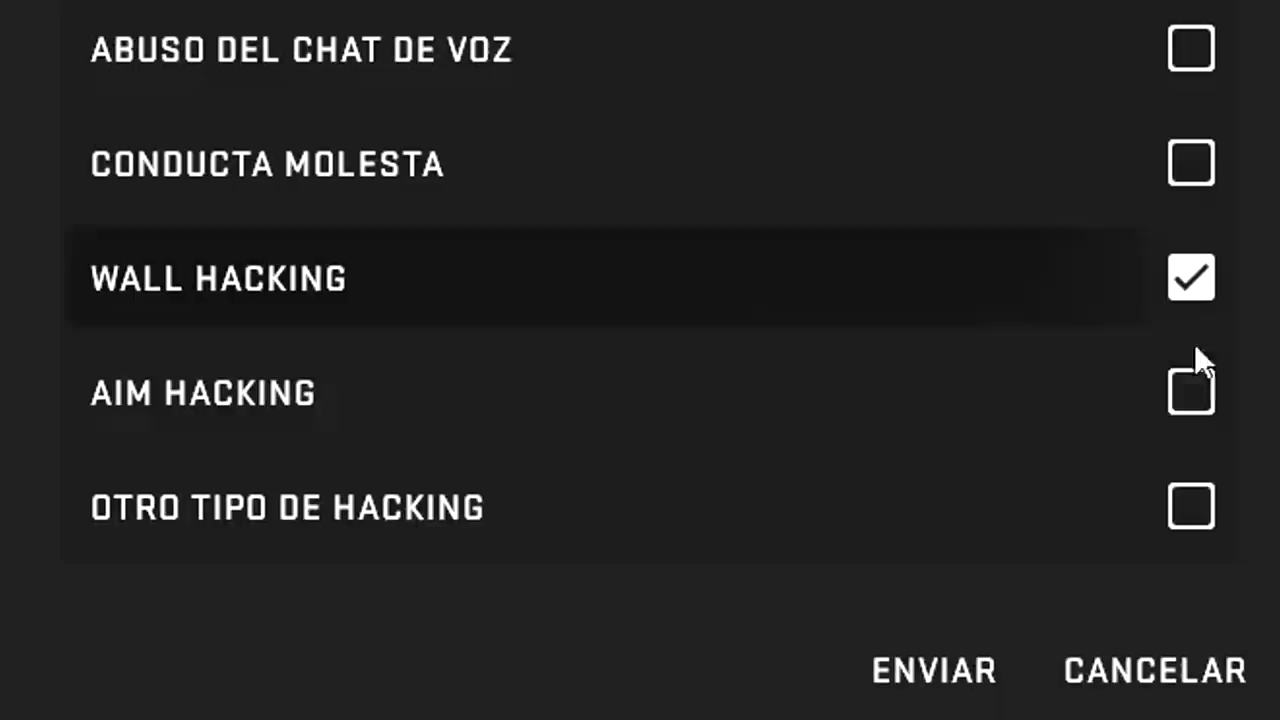 ABUSO DEL CHAT DE VOZ
CONDUCTA MOLESTA
WALL HACKING
AIM HACKING
OTRO TIPO DE HACKING
ENVIAR CANCELAR